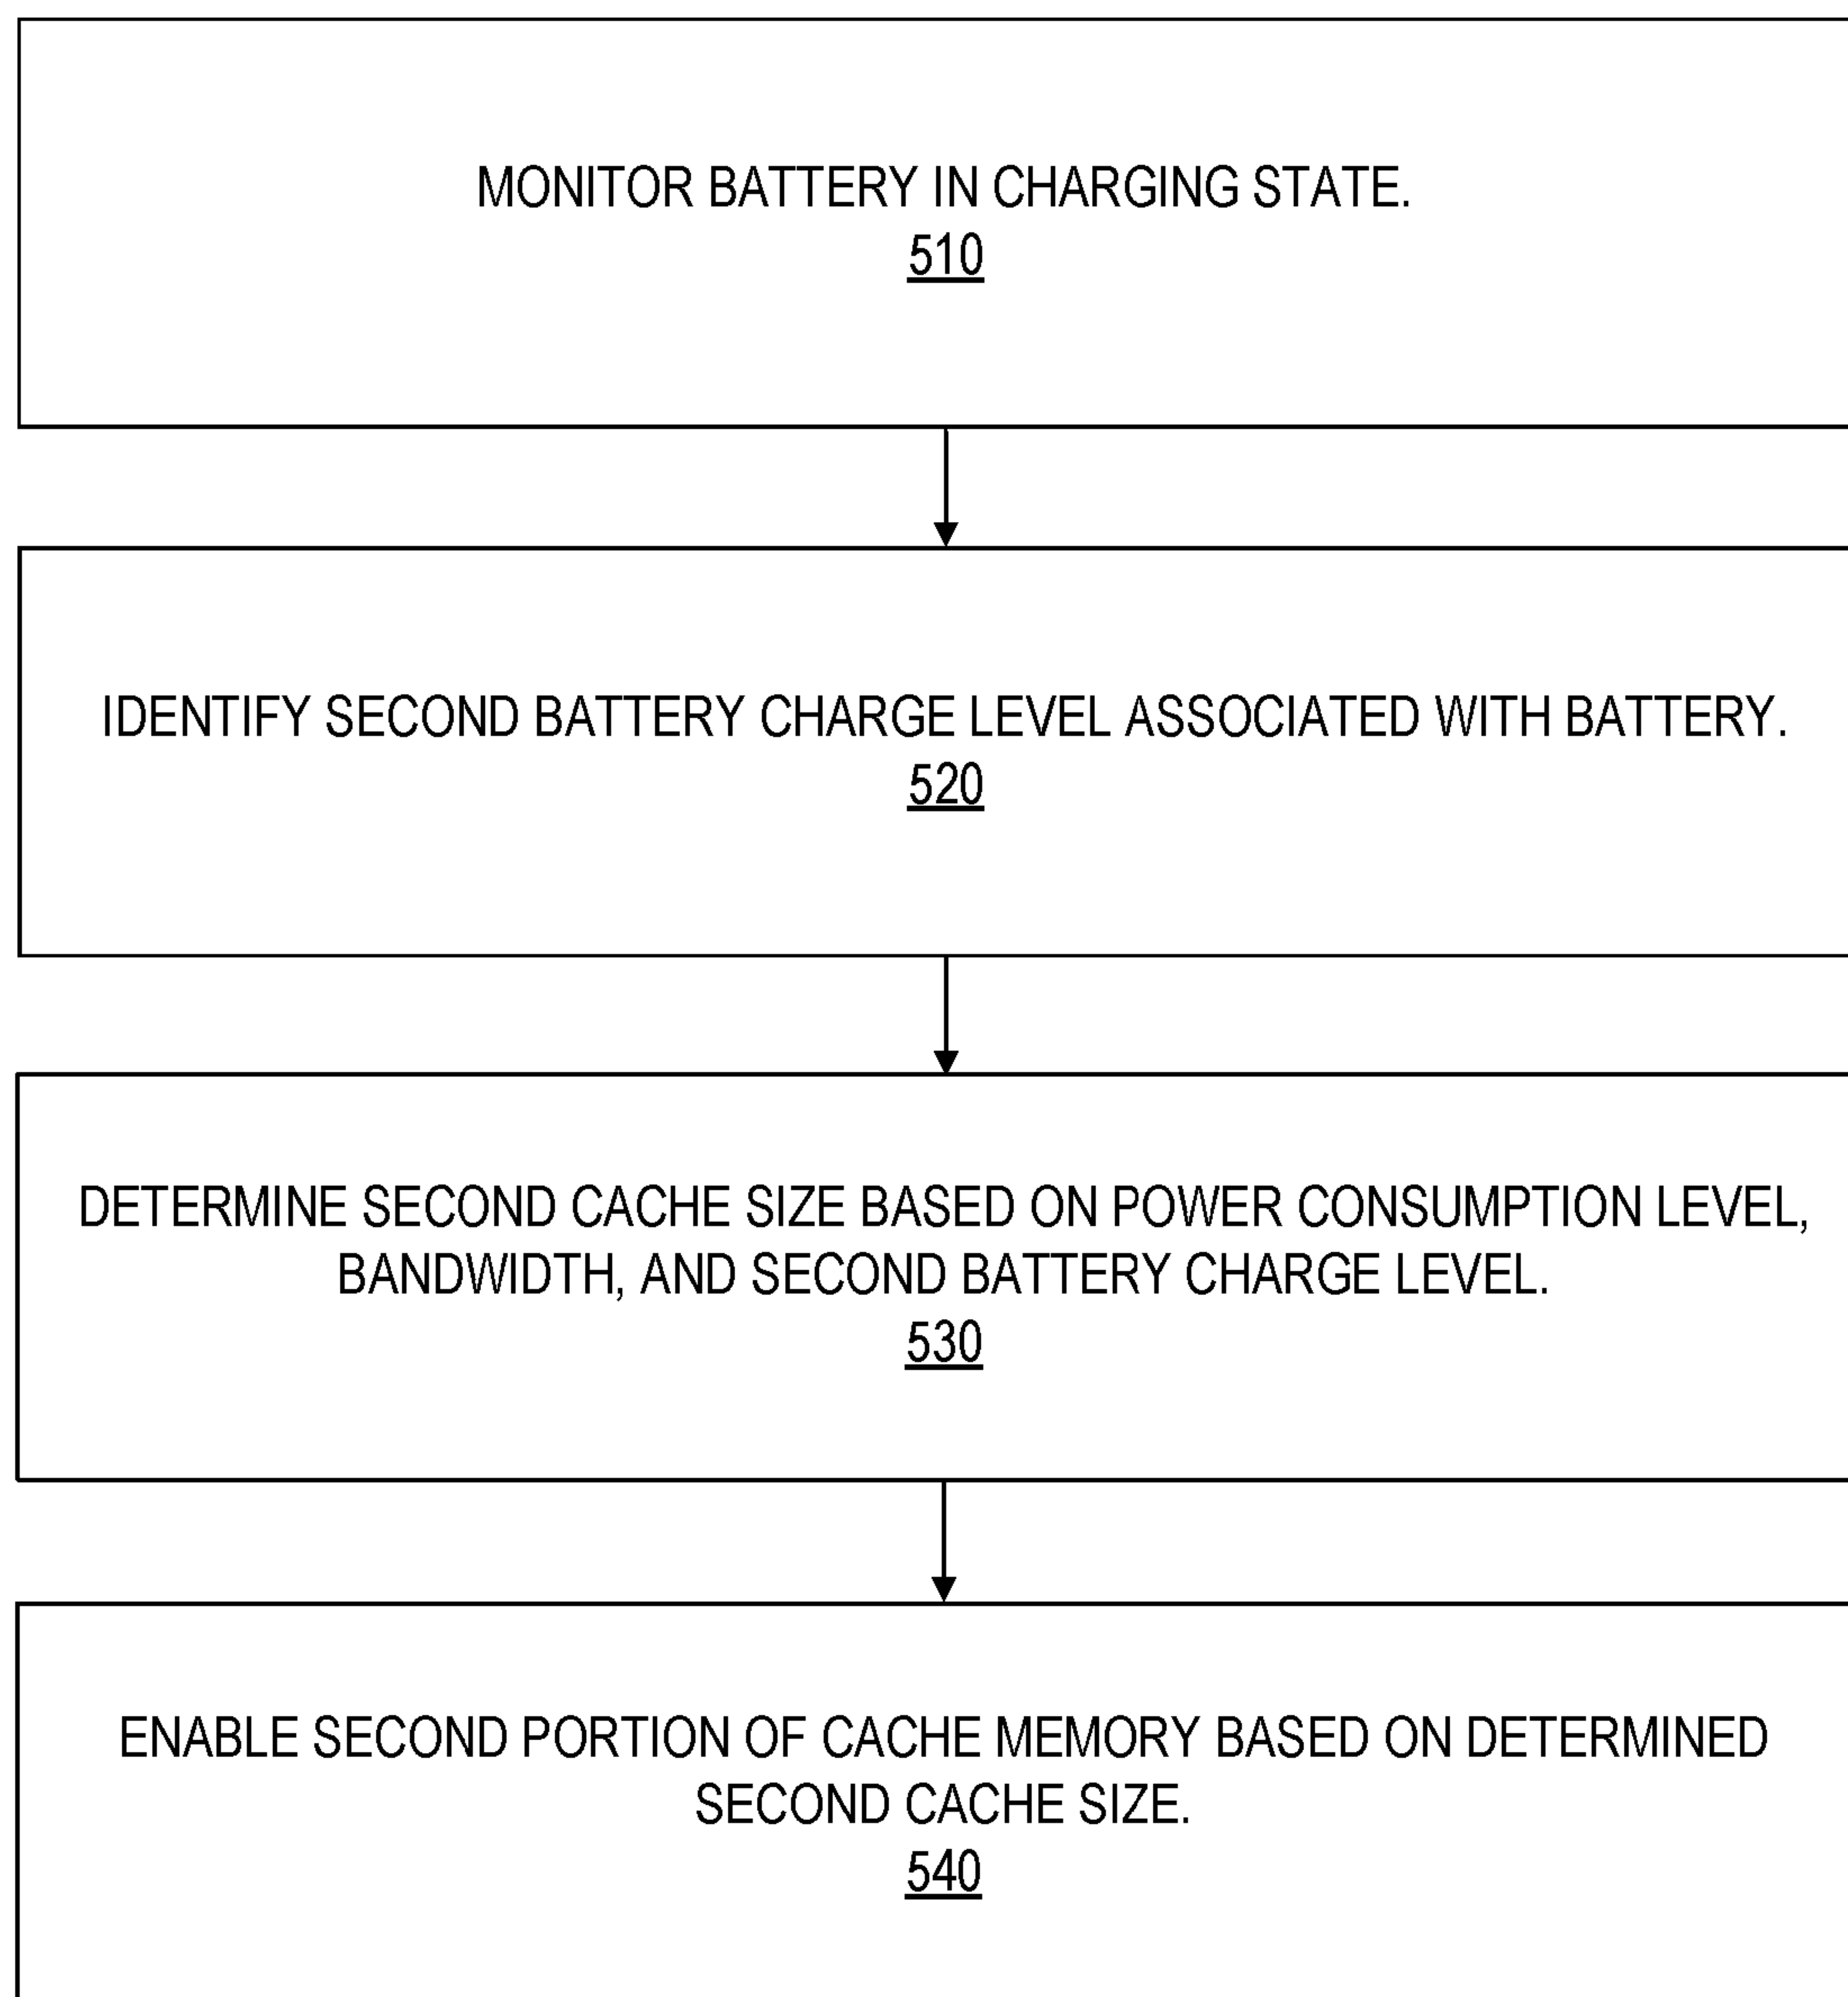 MONITOR BATTERY IN CHARGING STATE.
510
IDENTIFY SECOND BATTERY CHARGE LEVEL ASSOCIATED WITH BATTERY.
520
DETERMINE SECOND CACHE SIZE BASED ON POWER CONSUMPTION LEVEL,
BANDWIDTH, AND SECOND BATTERY CHARGE LEVEL.
530
ENABLE SECOND PORTION OF CACHE MEMORY BASED ON DETERMINED
SECOND CACHE SIZE.
540